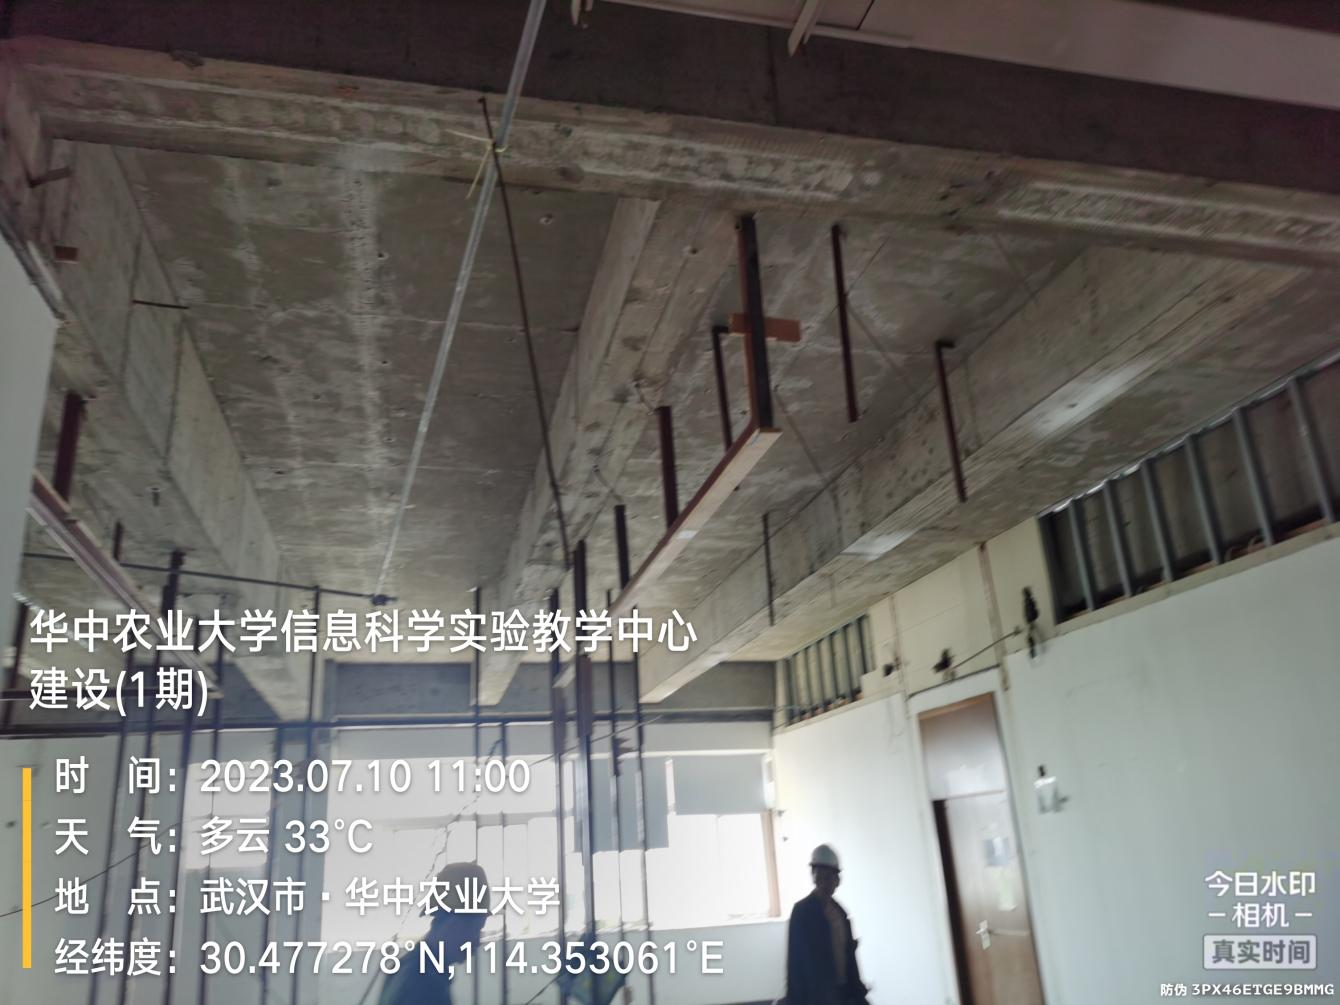 华中农业大学信息科学实验教学中心
建设(1期)
时 间：2023.07.10 11:00
天 气：多云 33℃
地 点：武汉市·华中农业大学
经纬度：30.477278°N,114.353061°E
今日水印
－相机－
真实时间
防伪 3PX46ETGE9BMMG